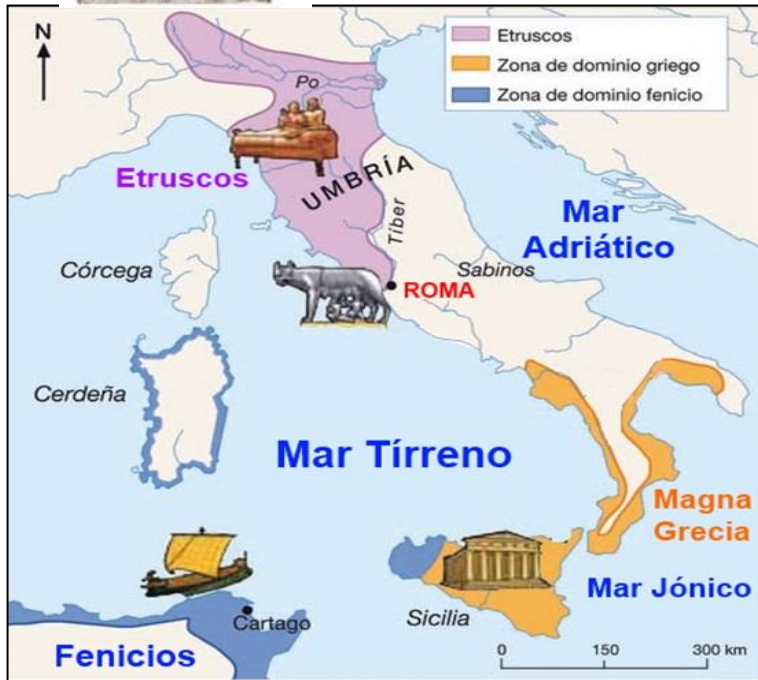 N
Etruscos
Zona de dominio griego
Zona de dominio fenicio
Po
Etruscos
UMBRÍA
Tíber
Mar
Adriático
Córcega
Sabinos
ROMA
Cerdeña
Mar Tírreno
Magna
Grecia
Mar Jónico
Sicilia
Cartago
Fenicios
0 150 300 km